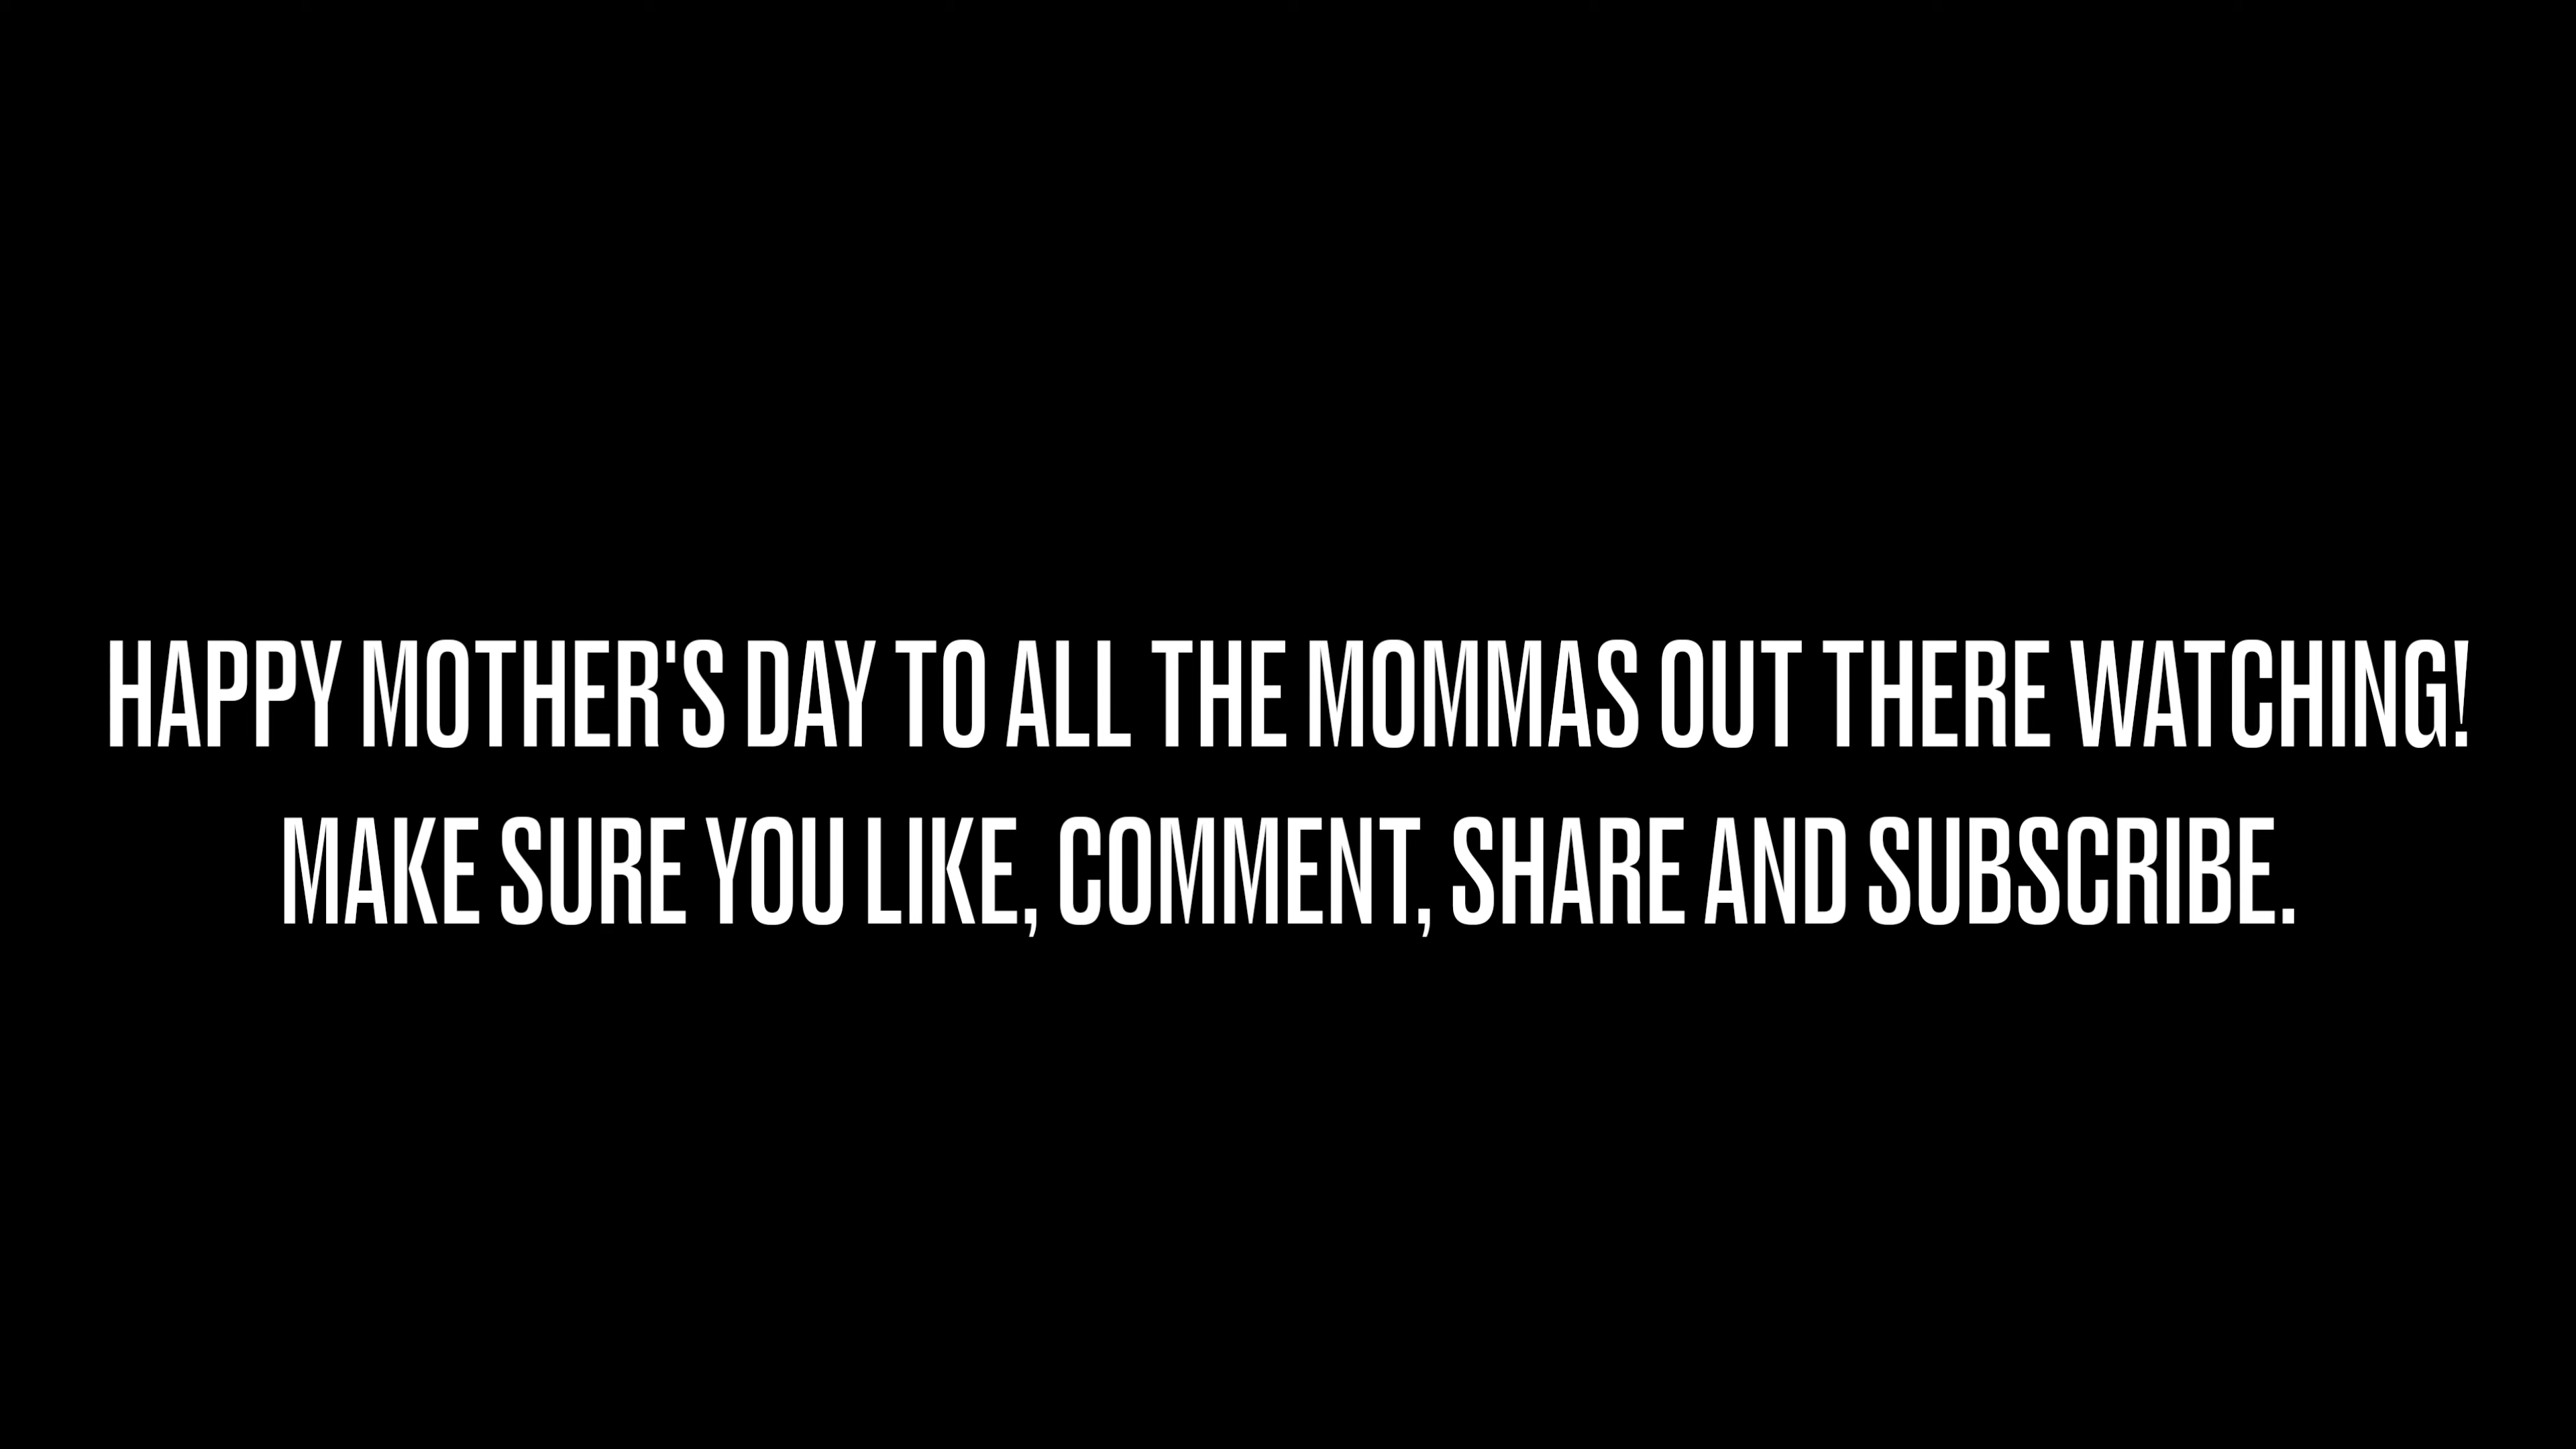 HAPPY MOTHER'S DAY TO ALL THE MOMMAS OUT THERE WATCHING!
MAKE SURE YOU LIKE, COMMENT, SHARE AND SUBSCRIBE.